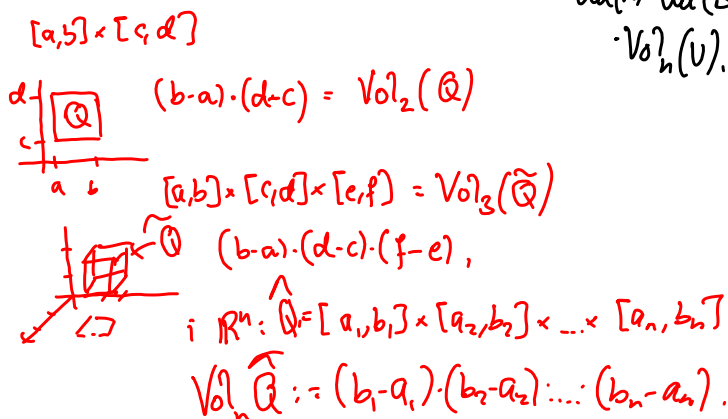 [a,b] × [c,d]
· Vol_n(U).
d
Q
(b-a)·(d-c) = Vol_2(Q)
c
a b
[a,b] × [c,d] × [e,f] = Vol_3(Q̃)
Q̃
(b-a)·(d-c)·(f-e),
i ℝ^n: Q̂ = [a_1,b_1] × [a_2,b_2] × ... × [a_n,b_n]
Vol_n Q̂ := (b_1-a_1)·(b_2-a_2)·...·(b_n-a_n).